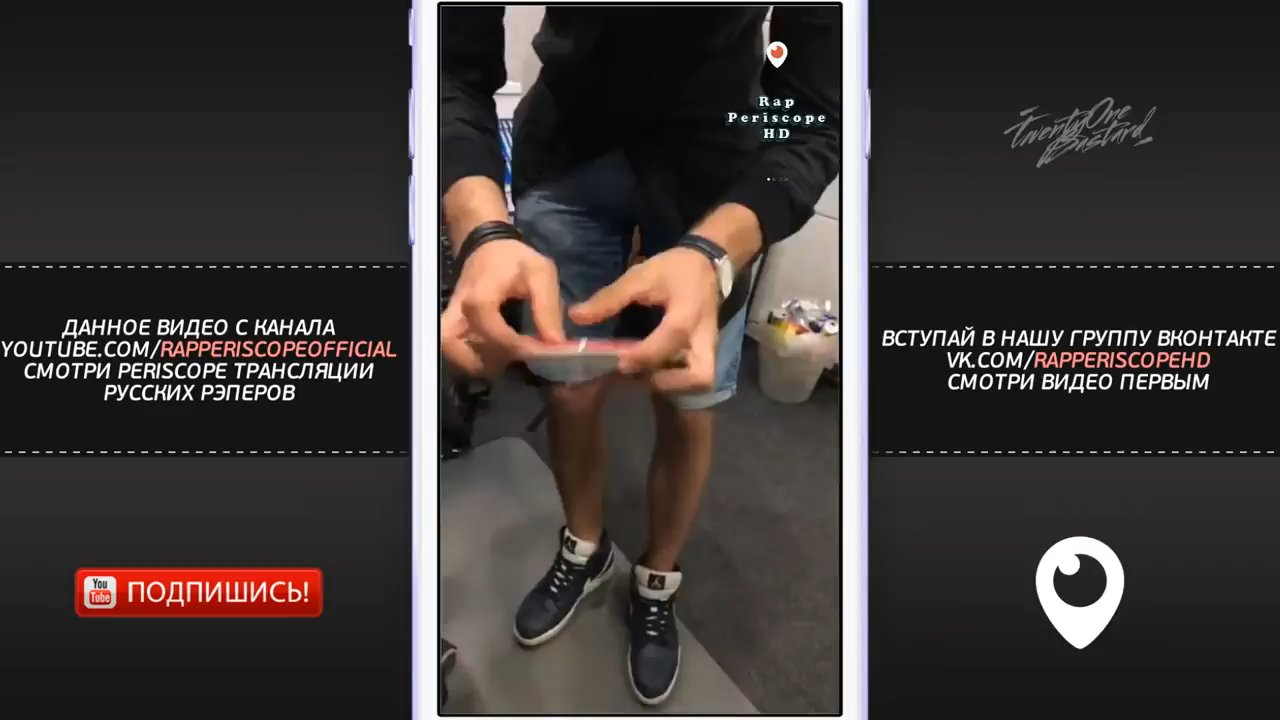 Rap
Periscope
HD
TwentyOne
Bastard
ДАННОЕ ВИДЕО С КАНАЛА
YOUTUBE.COM/RAPPERISCOPEOFFICIAL
СМОТРИ PERISCOPE ТРАНСЛЯЦИИ
РУССКИХ РЭПЕРОВ
ВСТУПАЙ В НАШУ ГРУППУ ВКОНТАКТЕ
VK.COM/RAPPERISCOPEHD
СМОТРИ ВИДЕО ПЕРВЫМ
You
Tube
ПОДПИШИСЬ!